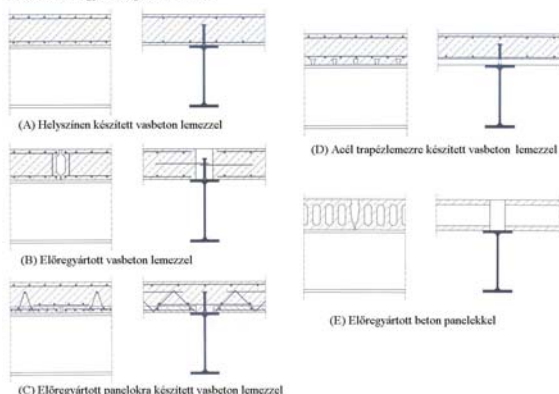 (A) Helyszínen készített vasbeton lemezzel
(B) Előregyártott vasbeton lemezzel
(C) Előregyártott panelokra készített vasbeton lemezzel
(D) Acél trapézlemezre készített vasbeton lemezzel
(E) Előregyártott beton panelekkel